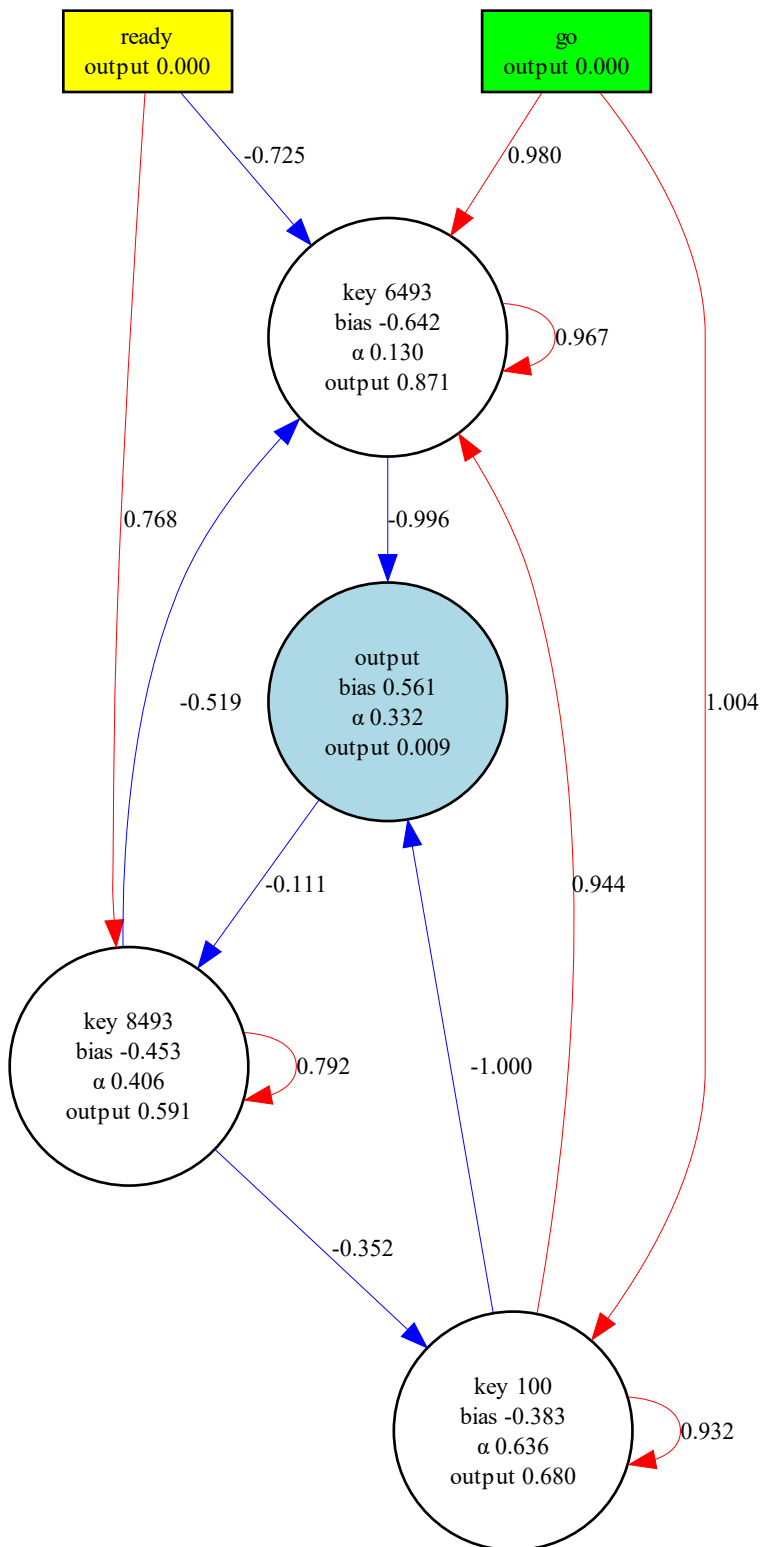 ready
output 0.000
go
output 0.000
-0.725
0.980
key 6493
bias -0.642
α 0.130
output 0.871
0.967
0.768
-0.996
-0.519
output
bias 0.561
α 0.332
output 0.009
1.004
-0.111
0.944
key 8493
bias -0.453
α 0.406
output 0.591
0.792
-1.000
-0.352
key 100
bias -0.383
α 0.636
output 0.680
0.932